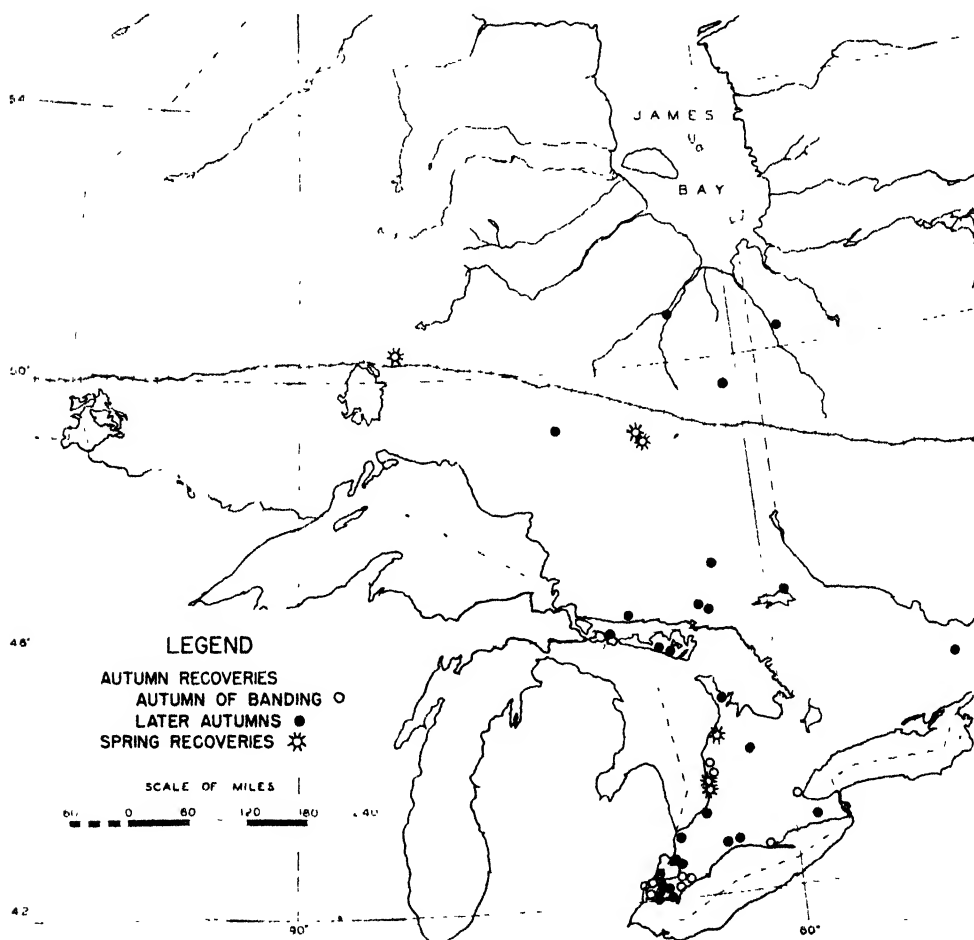 54°
JAMES
BAY
50°
46°
LEGEND
AUTUMN RECOVERIES
AUTUMN OF BANDING
LATER AUTUMNS
SPRING RECOVERIES
SCALE OF MILES
60 0 60 120 180
42
90°
80°